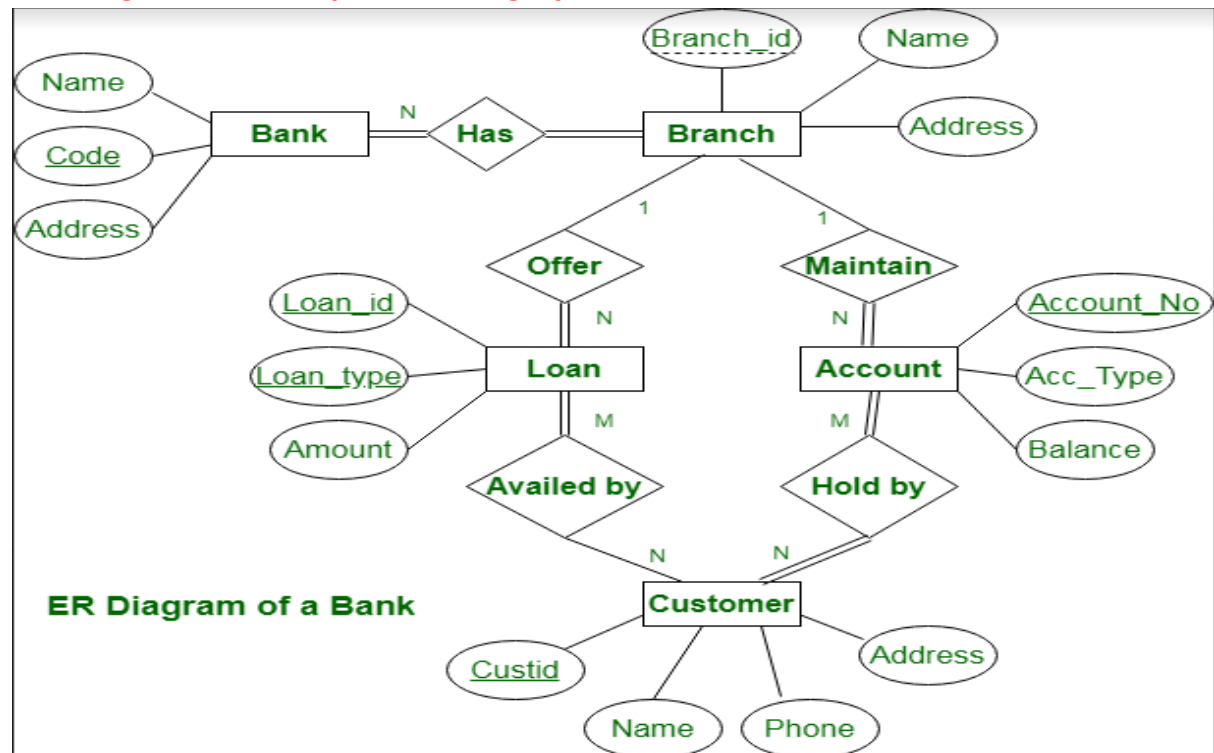 Branch_id
Name
Name
Address
N
Bank
Has
Branch
Code
Address
1
1
Offer
Maintain
Loan_id
N
N
Account_No
Loan
Account
Loan_type
Acc_Type
M
M
Amount
Balance
Availed by
Hold by
N
N
ER Diagram of a Bank
Customer
Custid
Address
Name
Phone